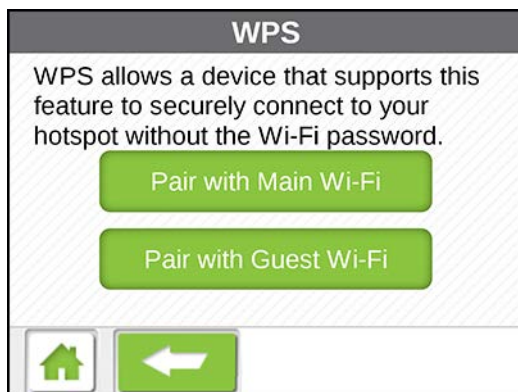 WPS
WPS allows a device that supports this
feature to securely connect to your
hotspot without the Wi-Fi password.
Pair with Main Wi-Fi
Pair with Guest Wi-Fi